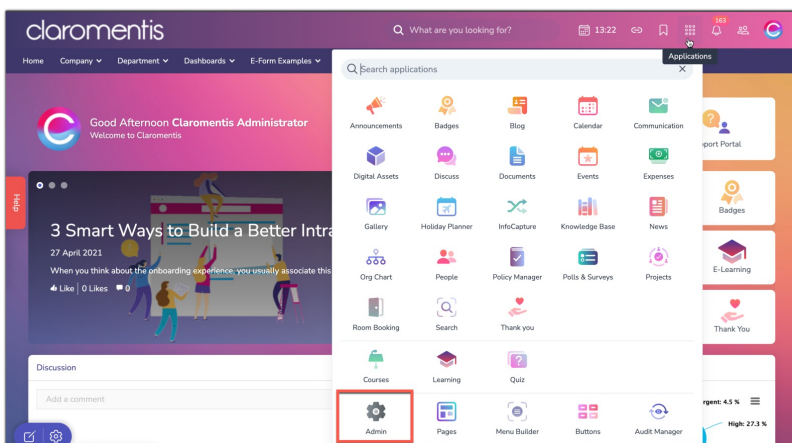 claromentis
What are you looking for?
13:22
163
Home Company Department Dashboards E-Form Examples
Applications
Search applications
Good Afternoon Claromentis Administrator
Welcome to Claromentis
Announcements Badges Blog Calendar Communication
port Portal
Digital Assets Discuss Documents Events Expenses
Help
Badges
3 Smart Ways to Build a Better Intra
Gallery Holiday Planner InfoCapture Knowledge Base News
27 April 2021
When you think about the onboarding experience, you usually associate this
Like 0 Likes 0
Org Chart People Policy Manager Polls & Surveys Projects
E-Learning
Room Booking Search Thank you
Thank You
Discussion
Courses Learning Quiz
Add a comment
rgent: 4.5 %
High: 27.3 %
Admin Pages Menu Builder Buttons Audit Manager